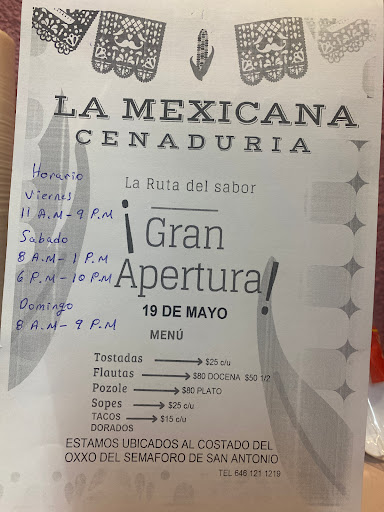 LA MEXICANA
CENADURIA
La Ruta del sabor
Horario
Viernes
11 A.M - 9 P.M
Sabado
8 A.M - 1 P.M
6 P.M - 10 P.M
Domingo
8 A.M - 9 P.M
¡Gran
Apertura!
19 DE MAYO
MENÚ
Tostadas $25 c/u
Flautas $80 DOCENA $50 1/2
Pozole $80 PLATO
Sopes $25 c/u
TACOS $15 c/u
DORADOS
ESTAMOS UBICADOS AL COSTADO DEL
OXXO DEL SEMAFORO DE SAN ANTONIO
TEL 646 121 1219